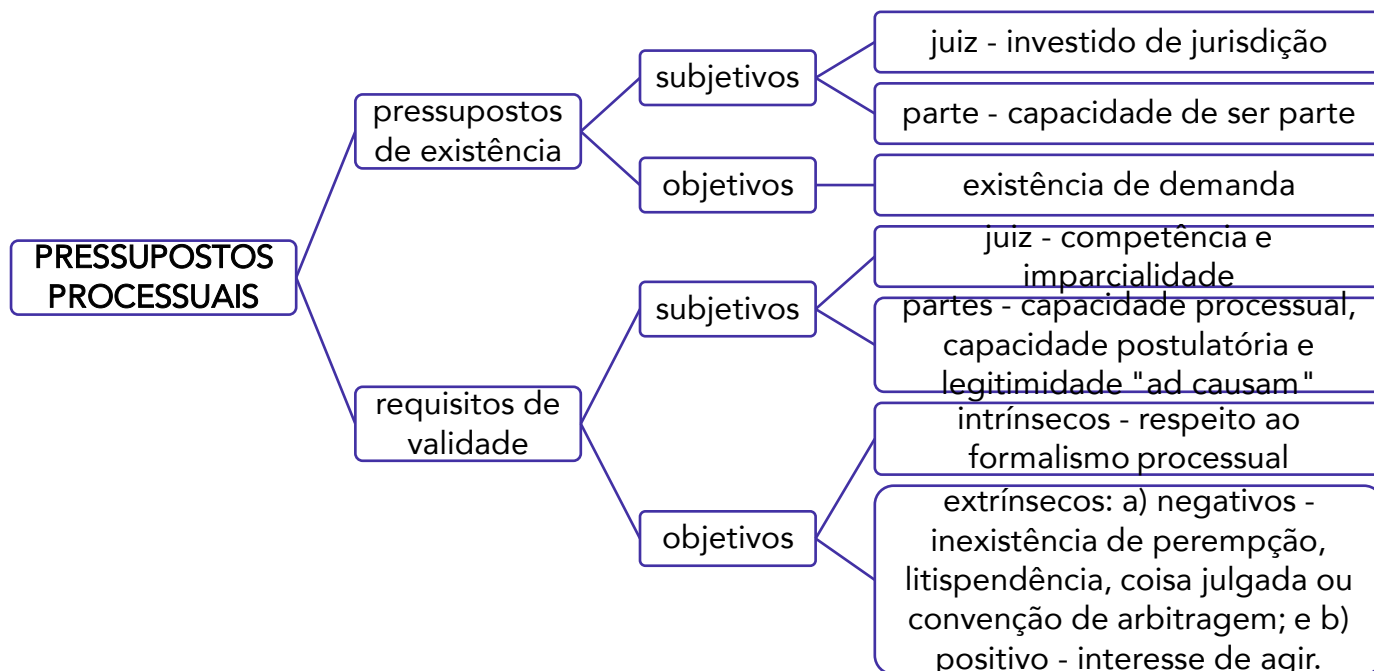 PRESSUPOSTOS
PROCESSUAIS
pressupostos
de existência
subjetivos
juiz - investido de jurisdição
parte - capacidade de ser parte
objetivos
existência de demanda
requisitos de
validade
subjetivos
juiz - competência e
imparcialidade
partes - capacidade processual,
capacidade postulatória e
legitimidade "ad causam"
objetivos
intrínsecos - respeito ao
formalismo processual
extrínsecos: a) negativos -
inexistência de perempção,
litispendência, coisa julgada ou
convenção de arbitragem; e b)
positivo - interesse de agir.